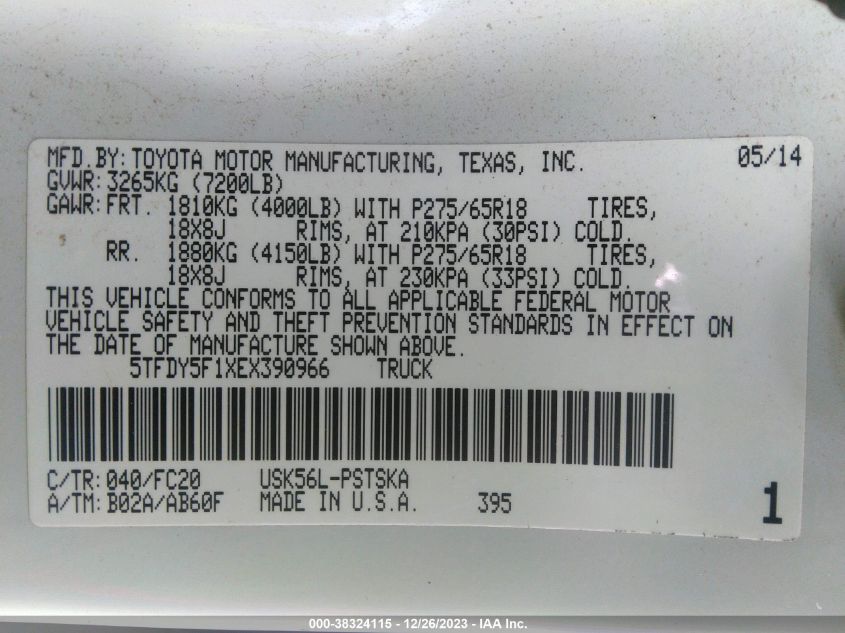 MFD.BY: TOYOTA MOTOR MANUFACTURING, TEXAS, INC. 05/14
GVWR: 3265KG (7200LB)
GAWR: FRT. 1810KG (4000LB) WITH P275/65R18 TIRES,
18X8J RIMS, AT 210KPA (30PSI) COLD.
RR. 1880KG (4150LB) WITH P275/65R18 TIRES,
18X8J RIMS, AT 230KPA (33PSI) COLD.
THIS VEHICLE CONFORMS TO ALL APPLICABLE FEDERAL MOTOR
VEHICLE SAFETY AND THEFT PREVENTION STANDARDS IN EFFECT ON
THE DATE OF MANUFACTURE SHOWN ABOVE.
5TFDY5F1XEX390966 TRUCK
C/TR: 040/FC20 USK56L-PSTSKA
A/TM: B02A/AB60F MADE IN U.S.A. 395 1
000-38324115 - 12/26/2023 - IAA Inc.